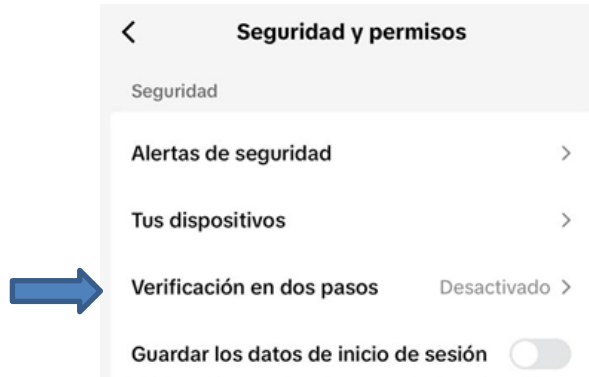 Seguridad y permisos
Seguridad
Alertas de seguridad
Tus dispositivos
Verificación en dos pasos Desactivado
Guardar los datos de inicio de sesión